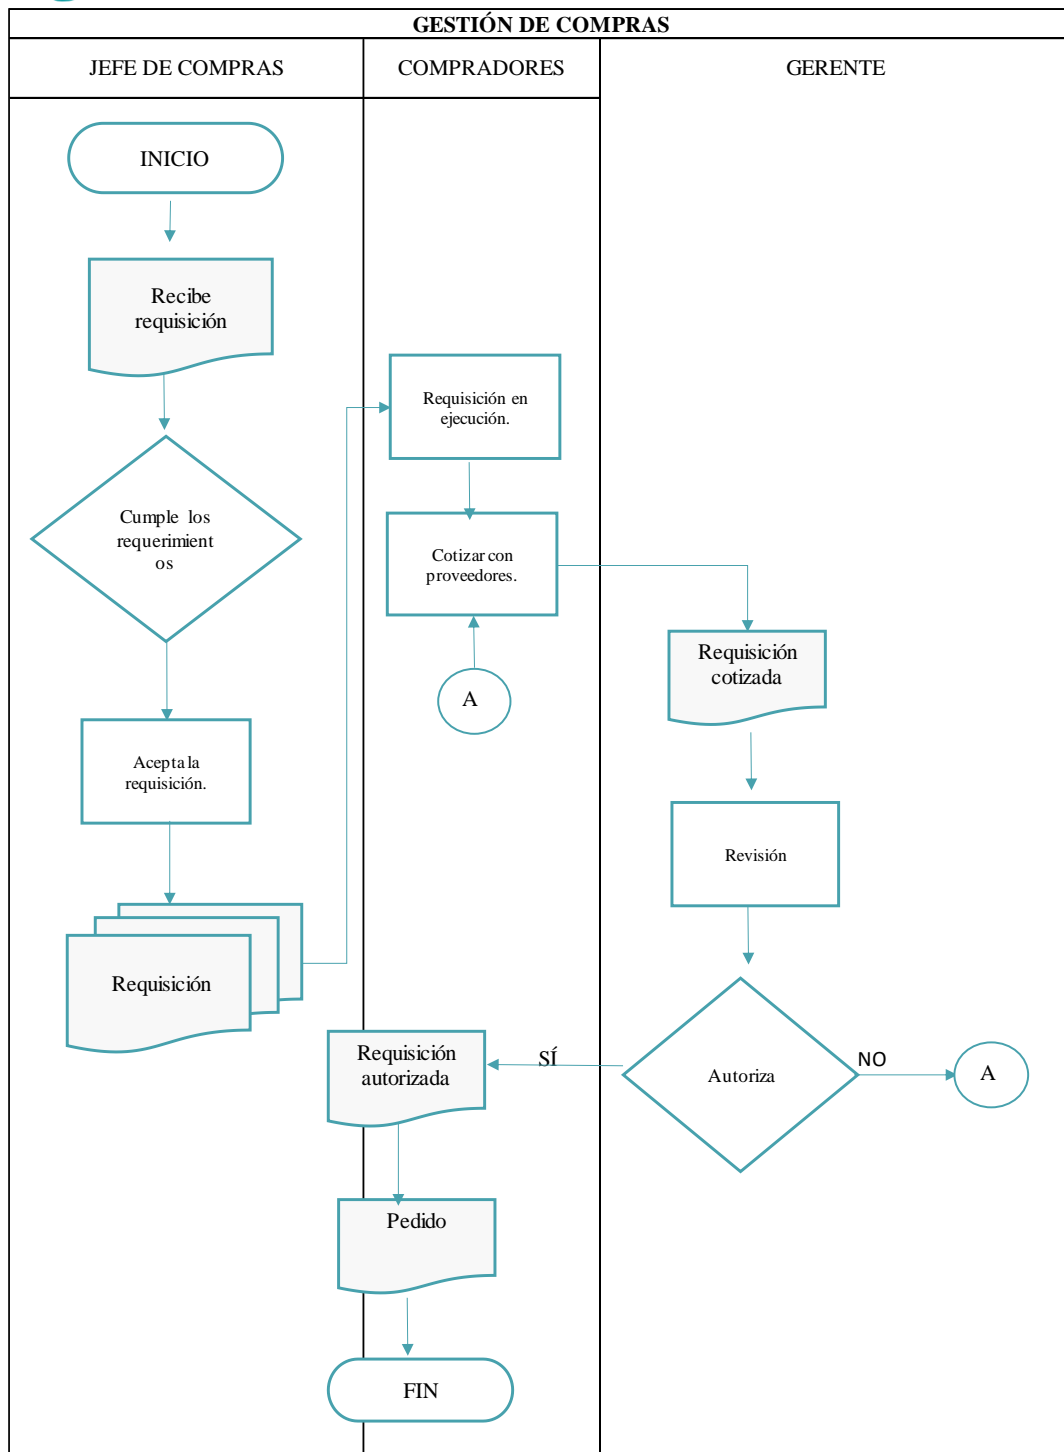 GESTIÓN DE COMPRAS
JEFE DE COMPRAS
COMPRADORES
GERENTE
INICIO
Recibe
requisición
Cumple los
requerimient
os
Acepta la
requisición.
Requisición
Requisición en
ejecución.
Cotizar con
proveedores.
A
Requisición
cotizada
Revisión
Autoriza
NO
A
SÍ
Requisición
autorizada
Pedido
FIN